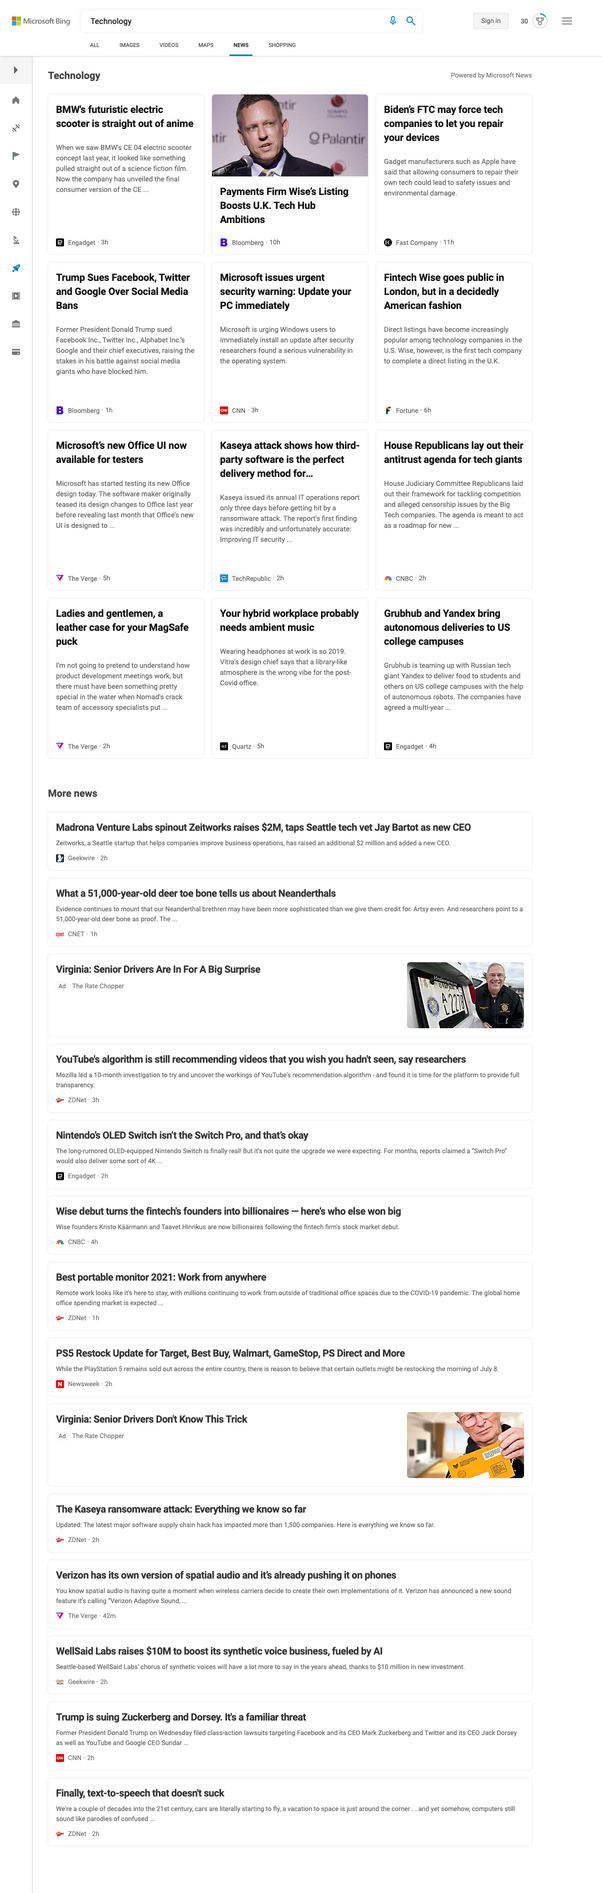 Microsoft Bing
Technology
Sign in
30
ALL
IMAGES
VIDEOS
MAPS
NEWS
SHOPPING
Technology
Powered by Microsoft News
BMW's futuristic electric
scooter is straight out of anime
When we saw BMW's CE 04 electric scooter
concept last year, it looked like something
pulled straight out of a science fiction film.
Now the company has unveiled the final
consumer version of the CE ...
Engadget · 3h
Palantir
Payments Firm Wise's Listing
Boosts U.K. Tech Hub
Ambitions
Bloomberg · 10h
Biden's FTC may force tech
companies to let you repair
your devices
Gadget manufacturers such as Apple have
said that allowing consumers to repair their
own tech could lead to safety issues and
environmental damage.
Fast Company · 11h
Trump Sues Facebook, Twitter
and Google Over Social Media
Bans
Former President Donald Trump sued
Facebook Inc., Twitter Inc., Alphabet Inc.'s
Google and their chief executives, raising the
stakes in his battle against social media
giants who have blocked him.
Bloomberg · 1h
Microsoft issues urgent
security warning: Update your
PC immediately
Microsoft is urging Windows users to
immediately install an update after security
researchers found a serious vulnerability in
the operating system.
CNN · 3h
Fintech Wise goes public in
London, but in a decidedly
American fashion
Direct listings have become increasingly
popular among technology companies in the
U.S. Wise, however, is the first tech company
to complete a direct listing in the U.K.
Fortune · 6h
Microsoft's new Office UI now
available for testers
Microsoft has started testing its new Office
design today. The software maker originally
teased its design changes to Office last year
before revealing last month that Office's new
UI is designed to ...
The Verge · 5h
Kaseya attack shows how third-
party software is the perfect
delivery method for...
Kaseya issued its annual IT operations report
only three days before getting hit by a
ransomware attack. The report's first finding
was incredibly and unfortunately accurate:
Improving IT security ...
TechRepublic · 2h
House Republicans lay out their
antitrust agenda for tech giants
House Judiciary Committee Republicans laid
out their framework for tackling competition
and alleged censorship issues by the Big
Tech companies. The agenda is meant to act
as a roadmap for new ...
CNBC · 2h
Ladies and gentlemen, a
leather case for your MagSafe
puck
I'm not going to pretend to understand how
product development meetings work, but
there must have been something pretty
special in the water when Nomad's crack
team of accessory specialists put ...
The Verge · 2h
Your hybrid workplace probably
needs ambient music
Wearing headphones at work is so 2019.
Vitra's design chief says that a library-like
atmosphere is the wrong vibe for the post-
Covid office.
Quartz · 5h
Grubhub and Yandex bring
autonomous deliveries to US
college campuses
Grubhub is teaming up with Russian tech
giant Yandex to deliver food to students and
others on US college campuses with the help
of autonomous robots. The companies have
agreed a multi-year ...
Engadget · 4h
More news
Madrona Venture Labs spinout Zeitworks raises $2M, taps Seattle tech vet Jay Bartot as new CEO
Zeitworks, a Seattle startup that helps companies improve business operations, has raised an additional $2 million and added a new CEO.
Geekwire · 2h
What a 51,000-year-old deer toe bone tells us about Neanderthals
Evidence continues to mount that our Neanderthal brethren may have been more sophisticated than we give them credit for. Artsy even. And researchers point to a
51,000-year-old deer bone as proof. The ...
CNET · 1h
Virginia: Senior Drivers Are In For A Big Surprise
Ad The Rate Chopper
YouTube's algorithm is still recommending videos that you wish you hadn't seen, say researchers
Mozilla led a 10-month investigation to try and uncover the workings of YouTube's recommendation algorithm - and found it is time for the platform to provide full
transparency.
ZDNet · 3h
Nintendo's OLED Switch isn't the Switch Pro, and that's okay
The long-rumored OLED-equipped Nintendo Switch is finally real! But it's not quite the upgrade we were expecting. For months, reports claimed a "Switch Pro"
would also deliver some sort of 4K ...
Engadget · 2h
Wise debut turns the fintech's founders into billionaires — here's who else won big
Wise founders Kristo Käärmann and Taavet Hinrikus are now billionaires following the fintech firm's stock market debut.
CNBC · 4h
Best portable monitor 2021: Work from anywhere
Remote work looks like it's here to stay, with millions continuing to work from outside of traditional office spaces due to the COVID-19 pandemic. The global home
office spending market is expected ...
ZDNet · 1h
PS5 Restock Update for Target, Best Buy, Walmart, GameStop, PS Direct and More
While the PlayStation 5 remains sold out across the entire country, there is reason to believe that certain outlets might be restocking the morning of July 8.
Newsweek · 2h
Virginia: Senior Drivers Don't Know This Trick
Ad The Rate Chopper
The Kaseya ransomware attack: Everything we know so far
Updated: The latest major software supply chain hack has impacted more than 1,500 companies. Here is everything we know so far.
ZDNet · 2h
Verizon has its own version of spatial audio and it's already pushing it on phones
You know spatial audio is having quite a moment when wireless carriers decide to create their own implementations of it. Verizon has announced a new sound
feature it's calling "Verizon Adaptive Sound, ...
The Verge · 42m
WellSaid Labs raises $10M to boost its synthetic voice business, fueled by AI
Seattle-based WellSaid Labs' chorus of synthetic voices will have a lot more to say in the years ahead, thanks to $10 million in new investment.
Geekwire · 2h
Trump is suing Zuckerberg and Dorsey. It's a familiar threat
Former President Donald Trump on Wednesday filed class-action lawsuits targeting Facebook and its CEO Mark Zuckerberg and Twitter and its CEO Jack Dorsey
as well as YouTube and Google CEO Sundar ...
CNN · 2h
Finally, text-to-speech that doesn't suck
We're a couple of decades into the 21st century, cars are literally starting to fly, a vacation to space is just around the corner ... and yet somehow, computers still
sound like parodies of confused ...
ZDNet · 2h